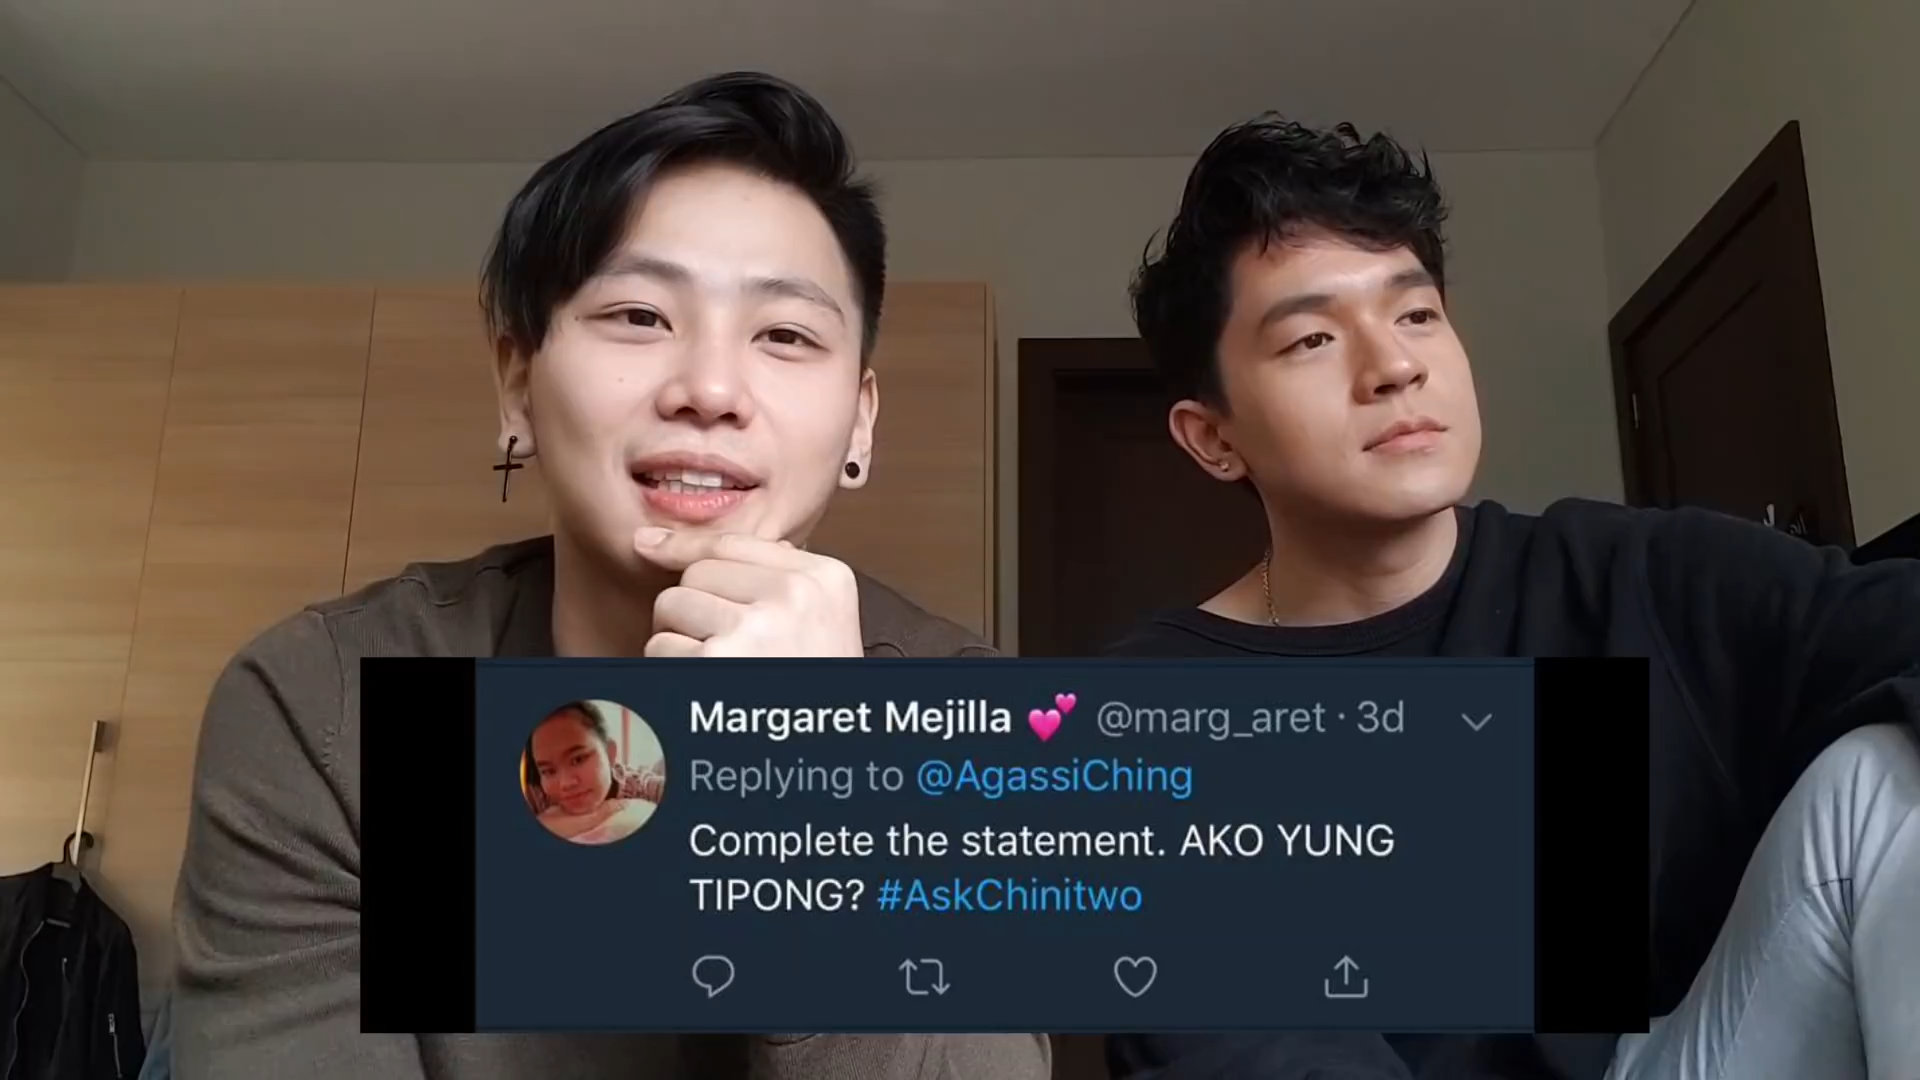 Margaret Mejilla 💕 @marg_aret · 3d
Replying to @AgassiChing
Complete the statement. AKO YUNG
TIPONG? #AskChinitwo